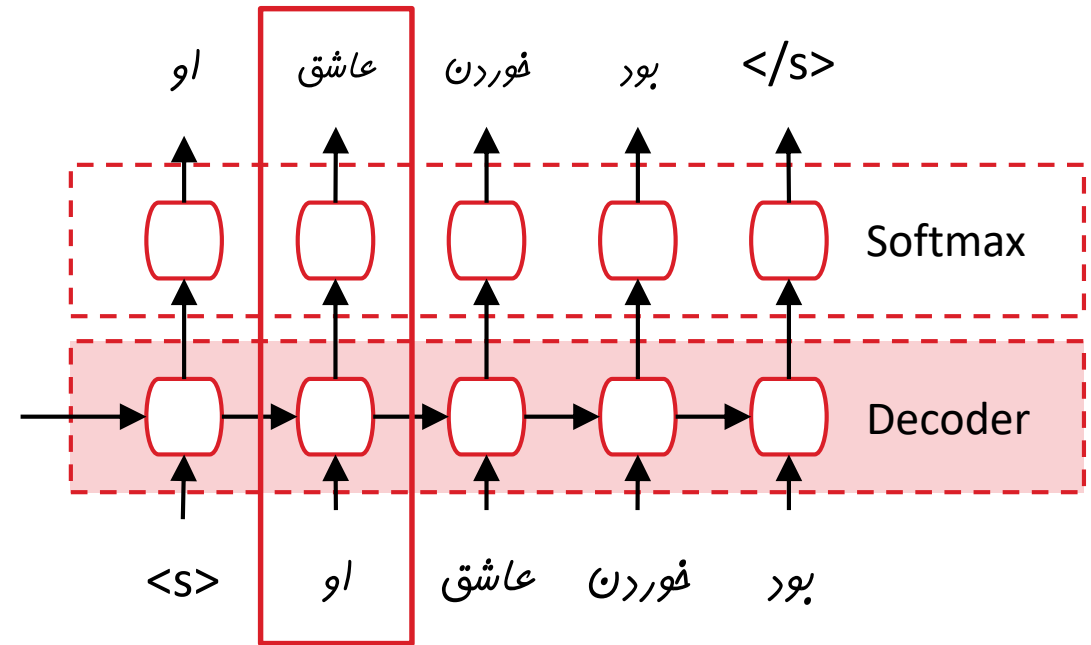 او عاشق خوردن بود </s>
Softmax
Decoder
<s> او عاشق خوردن بود